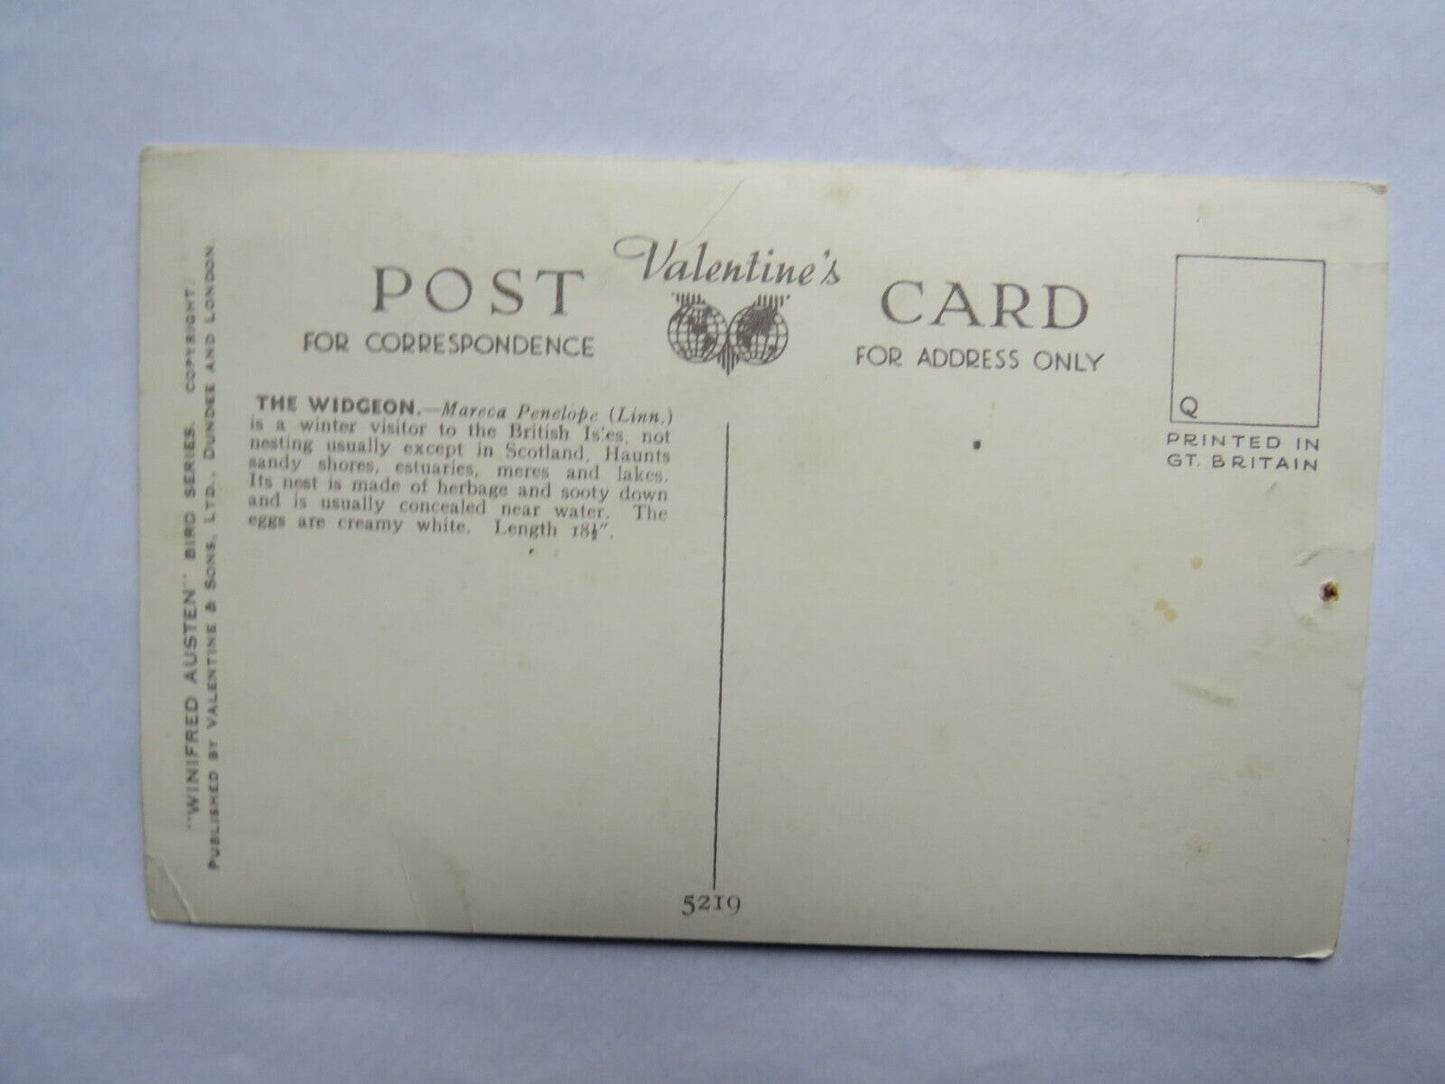 Valentine's
POST CARD
FOR CORRESPONDENCE
FOR ADDRESS ONLY
Q
PRINTED IN
GT. BRITAIN
THE WIDGEON.—Mareca Penelope (Linn.)
is a winter visitor to the British Is'es, not
nesting usually except in Scotland. Haunts
sandy shores, estuaries, meres and lakes.
Its nest is made of herbage and sooty down
and is usually concealed near water. The
eggs are creamy white. Length 18½".
"WINIFRED AUSTEN" BIRD SERIES. COPYRIGHT.
PUBLISHED BY VALENTINE & SONS, LTD., DUNDEE AND LONDON.
5219